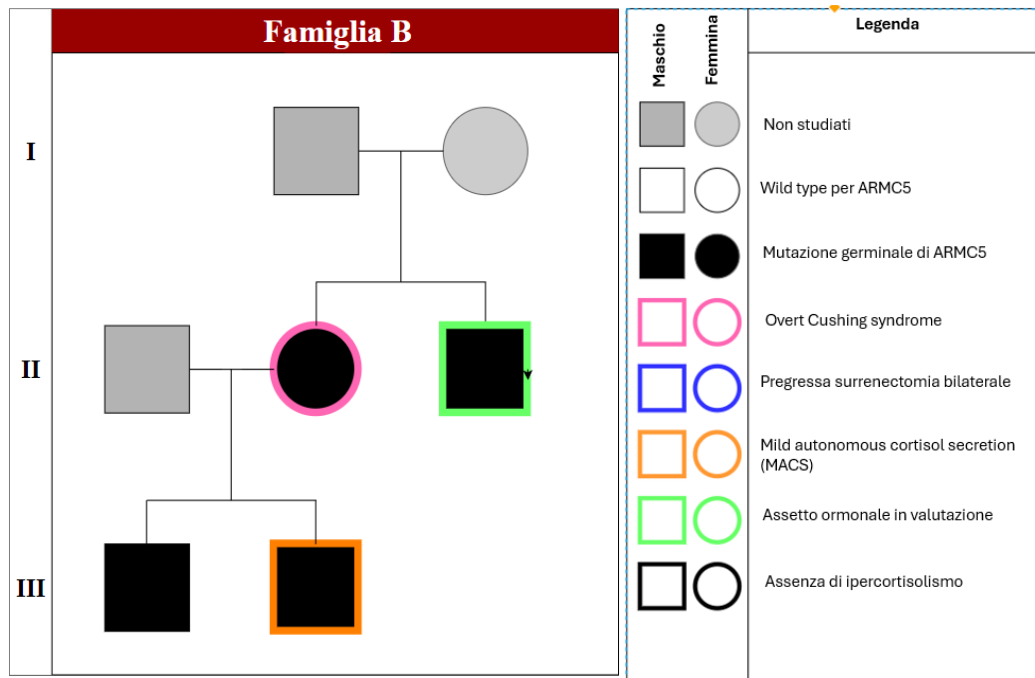 Famiglia B
I
II
III
Maschio
Femmina
Legenda
Non studiati
Wild type per ARMC5
Mutazione germinale di ARMC5
Overt Cushing syndrome
Pregressa surrenectomia bilaterale
Mild autonomous cortisol secretion
(MACS)
Assetto ormonale in valutazione
Assenza di ipercortisolismo